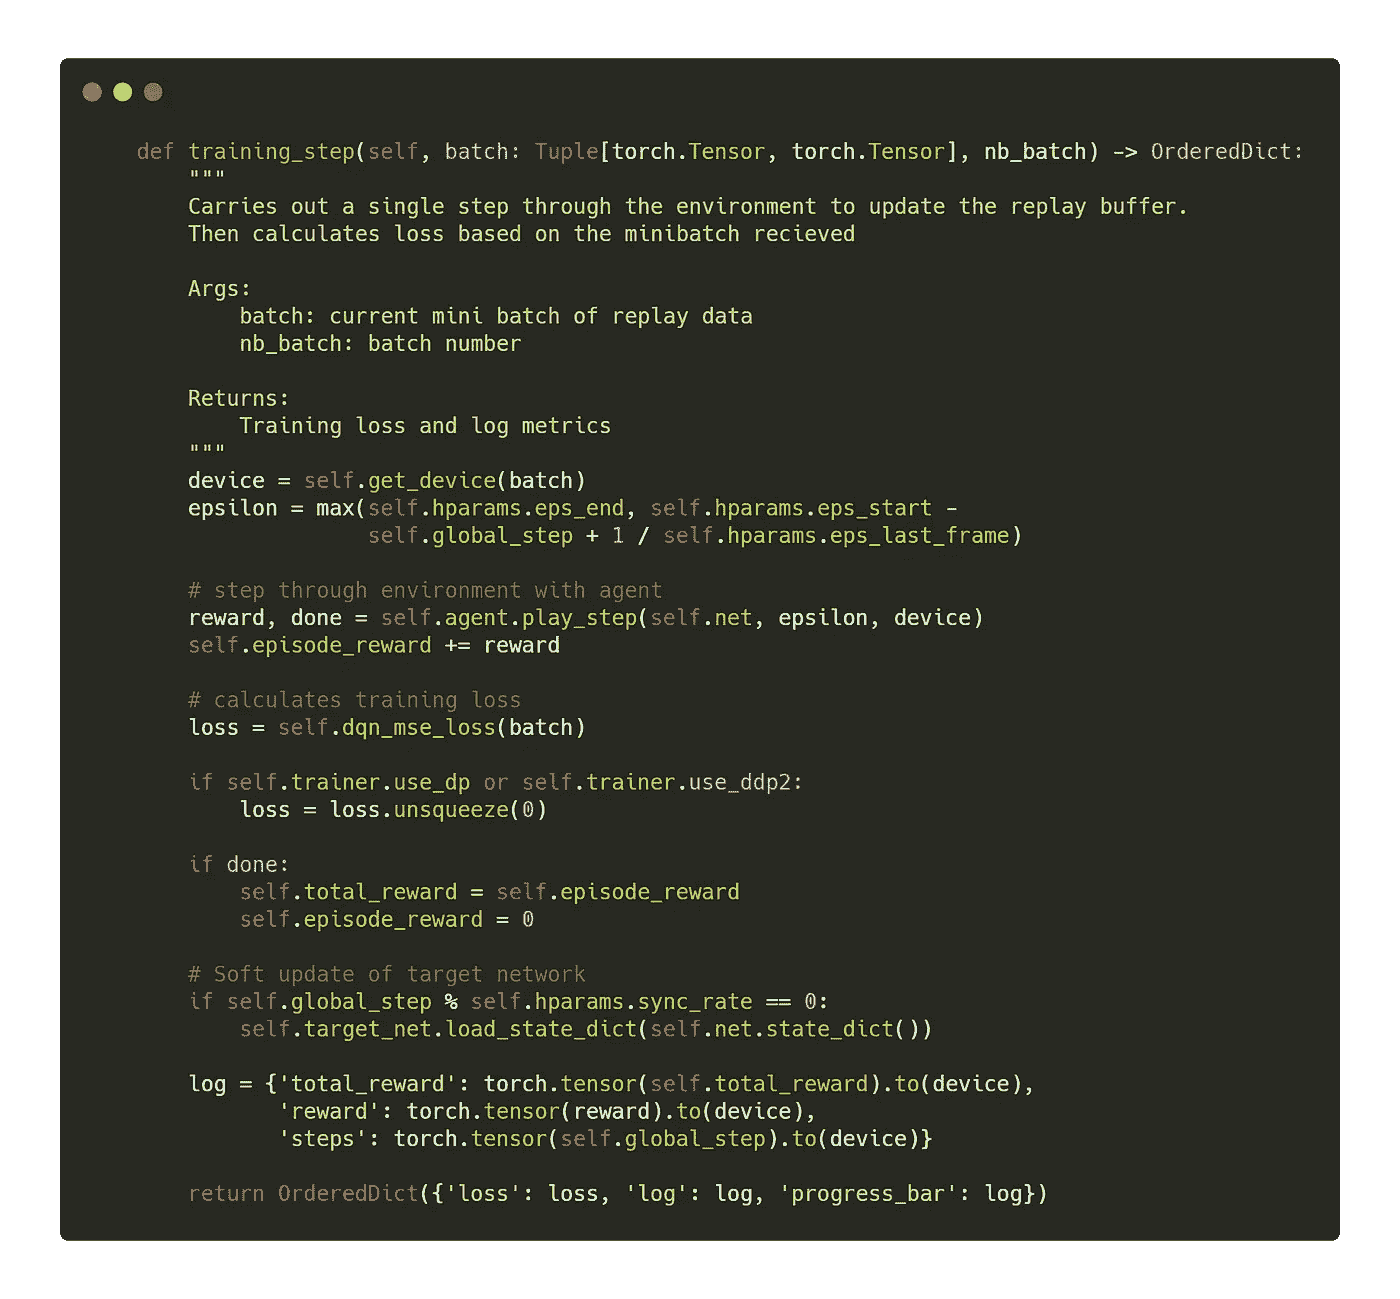 def training_step(self, batch: Tuple[torch.Tensor, torch.Tensor], nb_batch) -> OrderedDict:
    """
    Carries out a single step through the environment to update the replay buffer.
    Then calculates loss based on the minibatch recieved

    Args:
        batch: current mini batch of replay data
        nb_batch: batch number

    Returns:
        Training loss and log metrics
    """
    device = self.get_device(batch)
    epsilon = max(self.hparams.eps_end, self.hparams.eps_start -
                  self.global_step + 1 / self.hparams.eps_last_frame)

    # step through environment with agent
    reward, done = self.agent.play_step(self.net, epsilon, device)
    self.episode_reward += reward

    # calculates training loss
    loss = self.dqn_mse_loss(batch)

    if self.trainer.use_dp or self.trainer.use_ddp2:
        loss = loss.unsqueeze(0)

    if done:
        self.total_reward = self.episode_reward
        self.episode_reward = 0

    # Soft update of target network
    if self.global_step % self.hparams.sync_rate == 0:
        self.target_net.load_state_dict(self.net.state_dict())

    log = {'total_reward': torch.tensor(self.total_reward).to(device),
           'reward': torch.tensor(reward).to(device),
           'steps': torch.tensor(self.global_step).to(device)}

    return OrderedDict({'loss': loss, 'log': log, 'progress_bar': log})